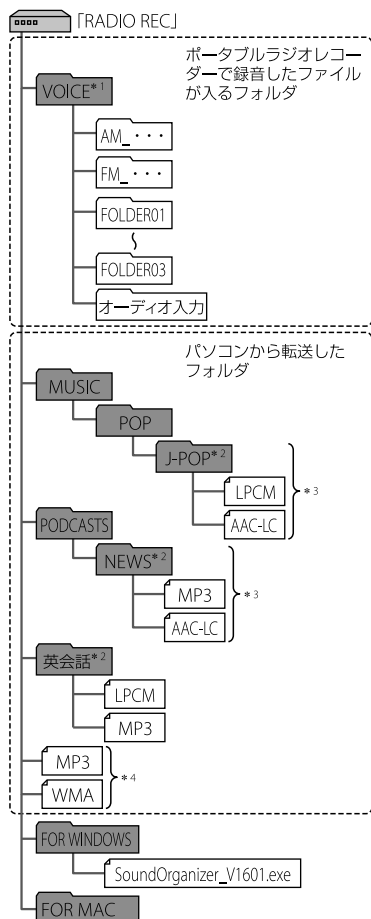 「RADIO REC」
ポータブルラジオレコー
ダーで録音したファイル
が入るフォルダ
VOICE*1
AM_・・・
FM_・・・
FOLDER01
〜
FOLDER03
オーディオ入力
パソコンから転送した
フォルダ
MUSIC
POP
J-POP*2
LPCM
*3
AAC-LC
PODCASTS
NEWS*2
MP3
*3
AAC-LC
英会話*2
LPCM
MP3
MP3
*4
WMA
FOR WINDOWS
SoundOrganizer_V1601.exe
FOR MAC